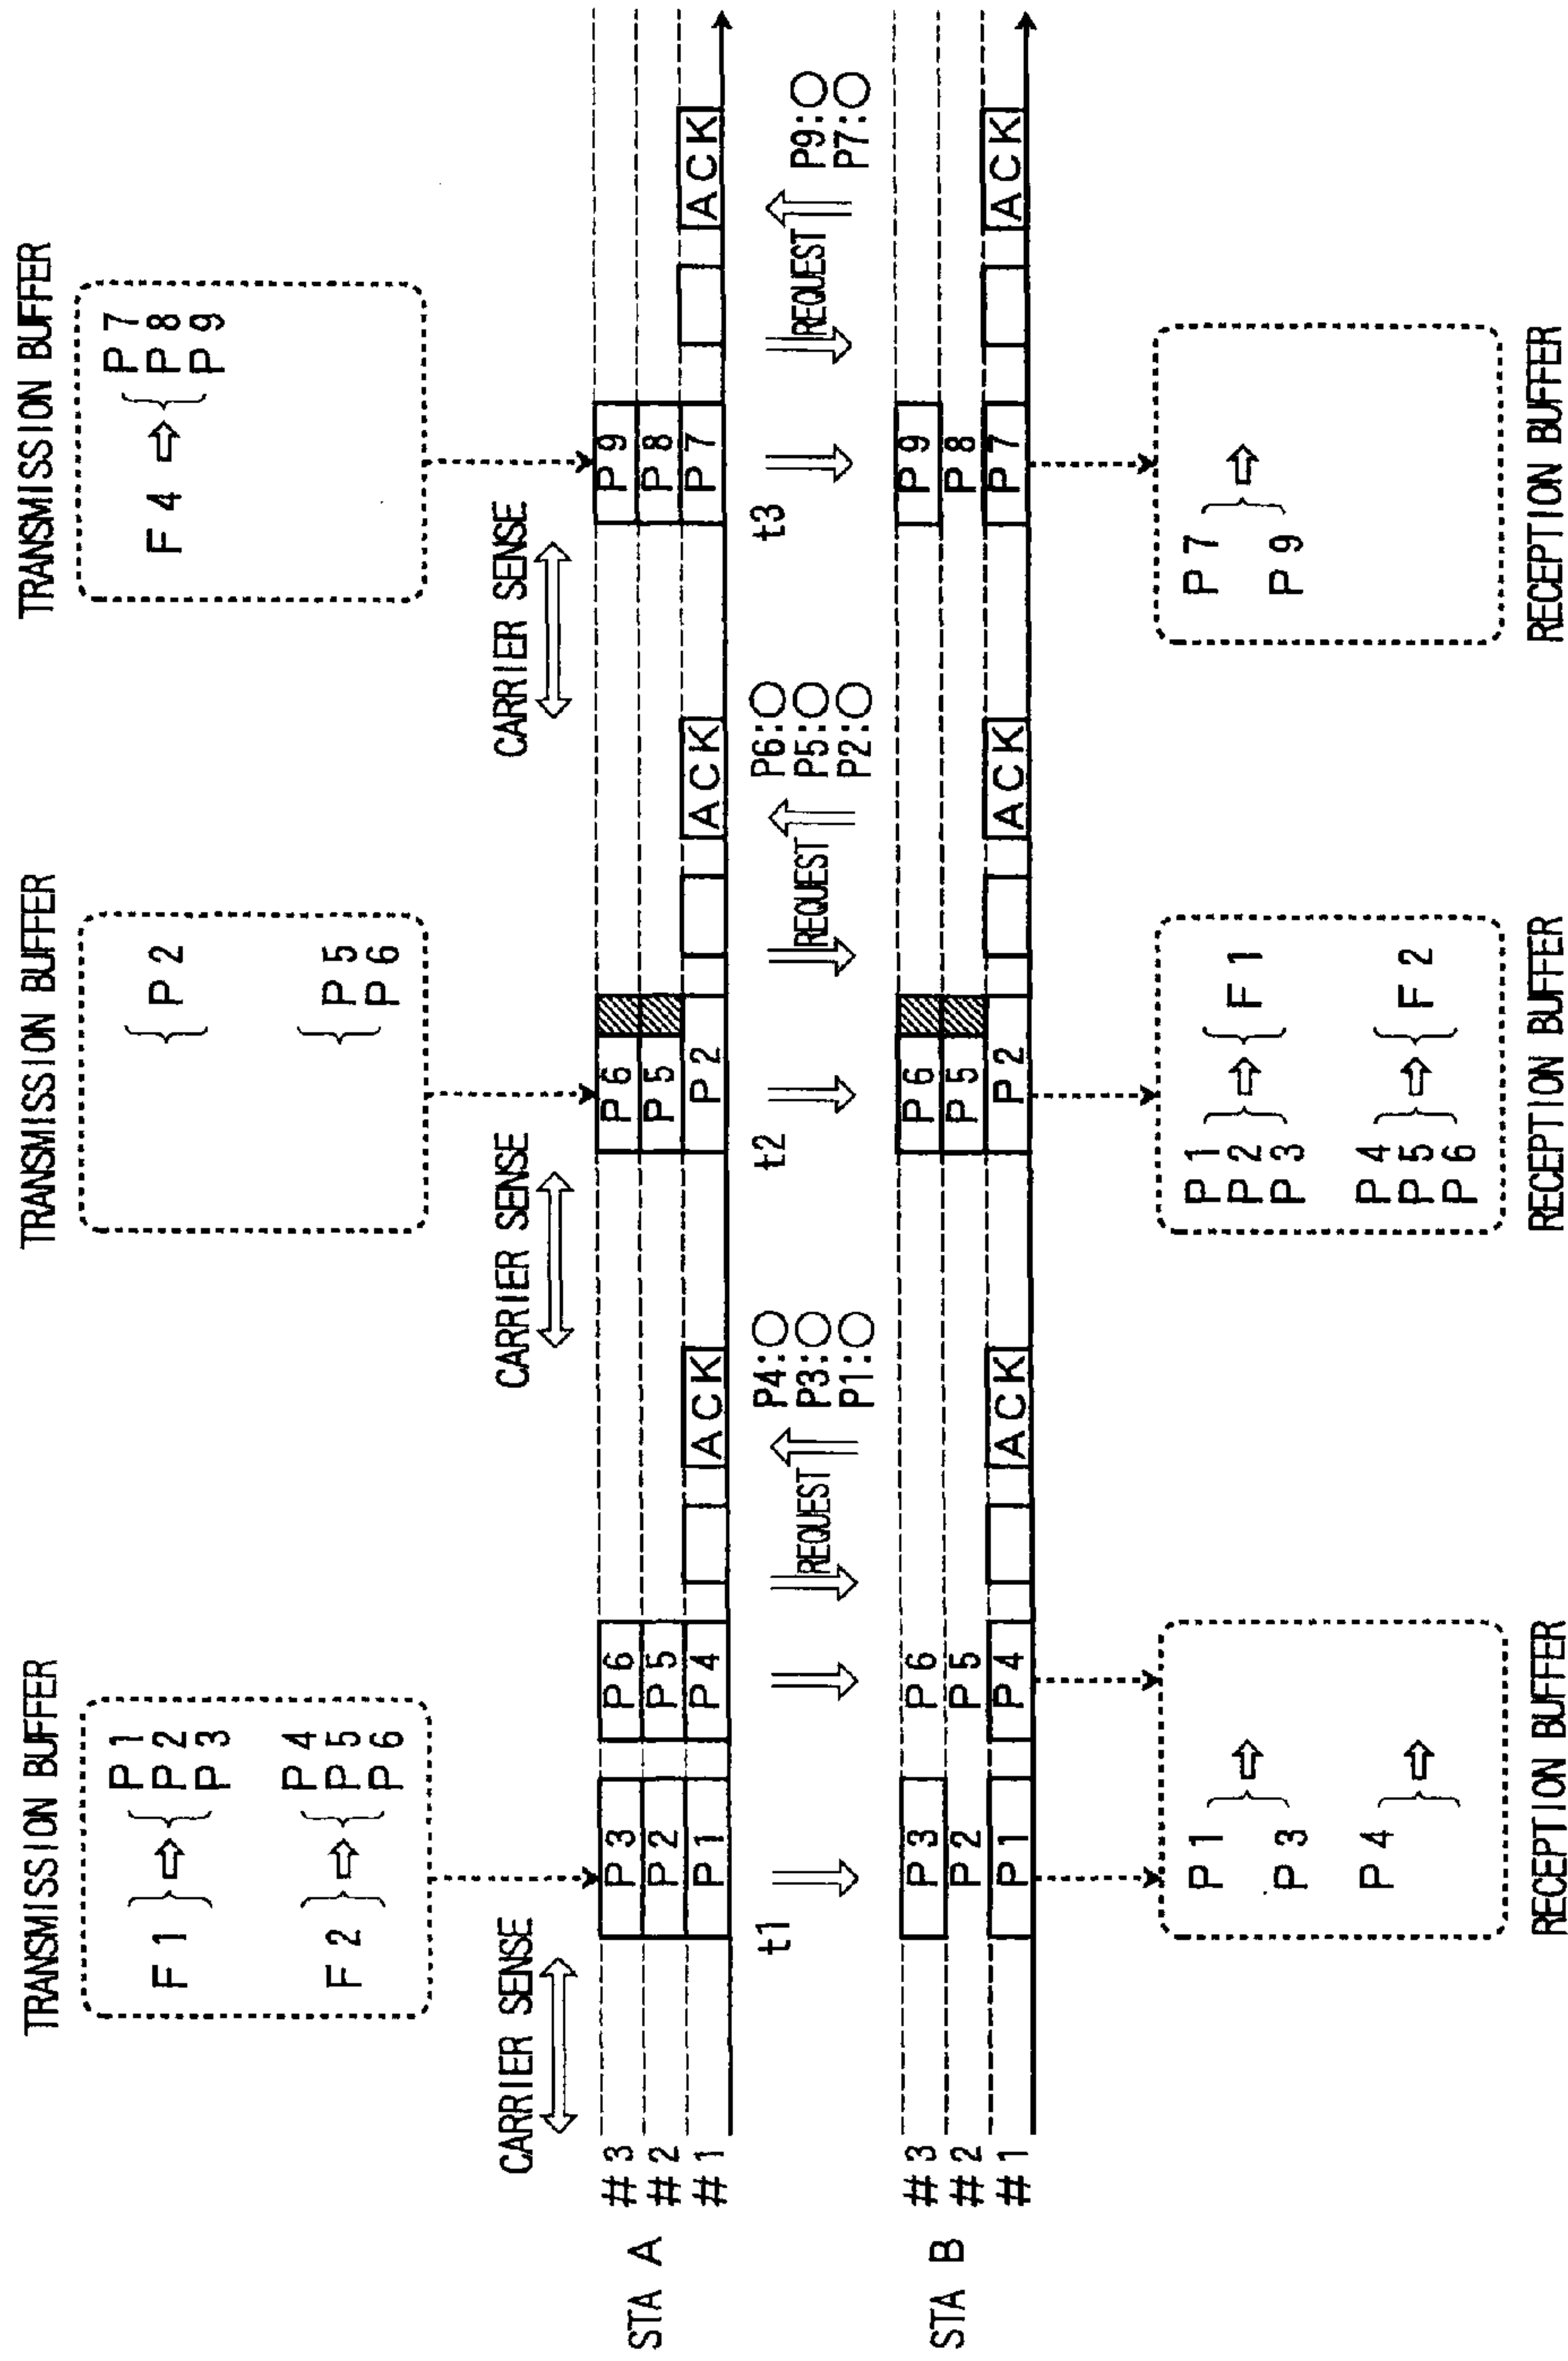 TRANSMISSION BUFFER
F1 P1
P2
P3
F2 P4
P5
P6
TRANSMISSION BUFFER
P2
P5
P6
TRANSMISSION BUFFER
F4 P7
P8
P9
CARRIER SENSE
CARRIER SENSE
CARRIER SENSE
STA A
#3 P3 P6 P6 P9
#2 P2 P5 P5 P8
#1 P1 P4 ACK P2 ACK P7 ACK
t1
REQUEST
P4:○
P3:○
P1:○
t2
REQUEST
P6:○
P5:○
P2:○
t3
REQUEST
P9:○
P7:○
STA B
#3 P3 P6 P6 P9
#2 P2 P5 P5 P8
#1 P1 P4 ACK P2 ACK P7 ACK
P1
P3
P4
RECEPTION BUFFER
P1
P2 F1
P3
P4
P5 F2
P6
RECEPTION BUFFER
P7
P9
RECEPTION BUFFER